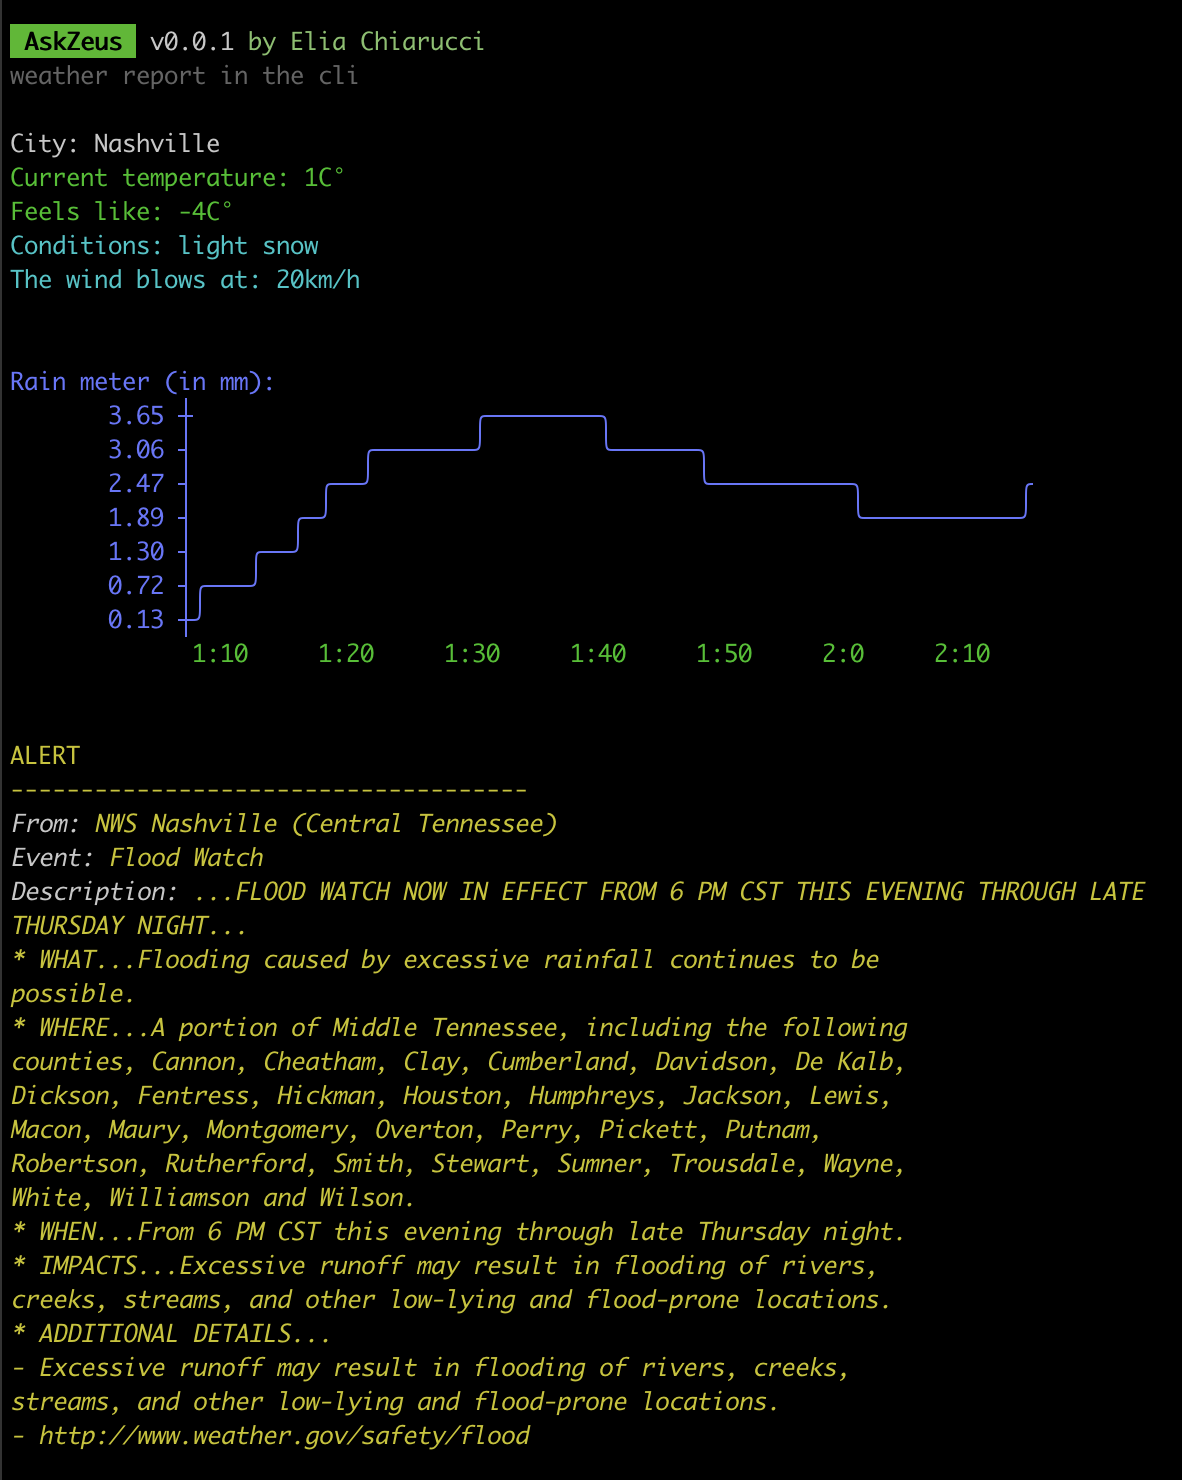 AskZeus v0.0.1 by Elia Chiarucci
weather report in the cli
City: Nashville
Current temperature: 1C°
Feels like: -4C°
Conditions: light snow
The wind blows at: 20km/h
Rain meter (in mm):
3.65
3.06
2.47
1.89
1.30
0.72
0.13
1:10 1:20 1:30 1:40 1:50 2:0 2:10
ALERT
-------------------------------------
From: NWS Nashville (Central Tennessee)
Event: Flood Watch
Description: ...FLOOD WATCH NOW IN EFFECT FROM 6 PM CST THIS EVENING THROUGH LATE
THURSDAY NIGHT...
* WHAT...Flooding caused by excessive rainfall continues to be
possible.
* WHERE...A portion of Middle Tennessee, including the following
counties, Cannon, Cheatham, Clay, Cumberland, Davidson, De Kalb,
Dickson, Fentress, Hickman, Houston, Humphreys, Jackson, Lewis,
Macon, Maury, Montgomery, Overton, Perry, Pickett, Putnam,
Robertson, Rutherford, Smith, Stewart, Sumner, Trousdale, Wayne,
White, Williamson and Wilson.
* WHEN...From 6 PM CST this evening through late Thursday night.
* IMPACTS...Excessive runoff may result in flooding of rivers,
creeks, streams, and other low-lying and flood-prone locations.
* ADDITIONAL DETAILS...
- Excessive runoff may result in flooding of rivers, creeks,
streams, and other low-lying and flood-prone locations.
- http://www.weather.gov/safety/flood